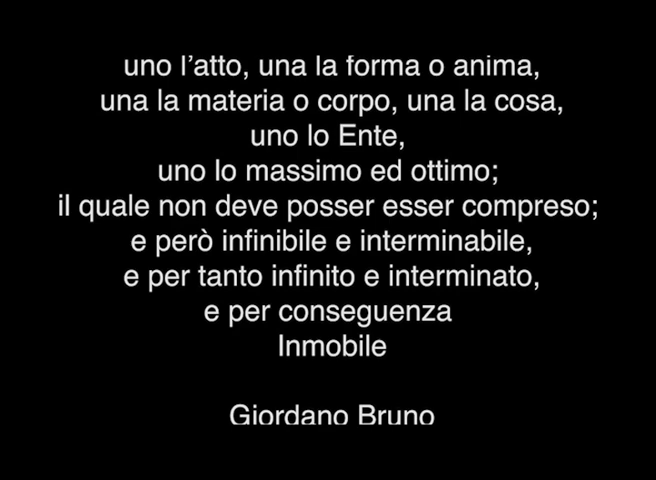 uno l’atto, una la forma o anima,
una la materia o corpo, una la cosa,
uno lo Ente,
uno lo massimo ed ottimo;
il quale non deve posser esser compreso;
e però infinibile e interminabile,
e per tanto infinito e interminato,
e per conseguenza
Inmobile
Giordano Bruno